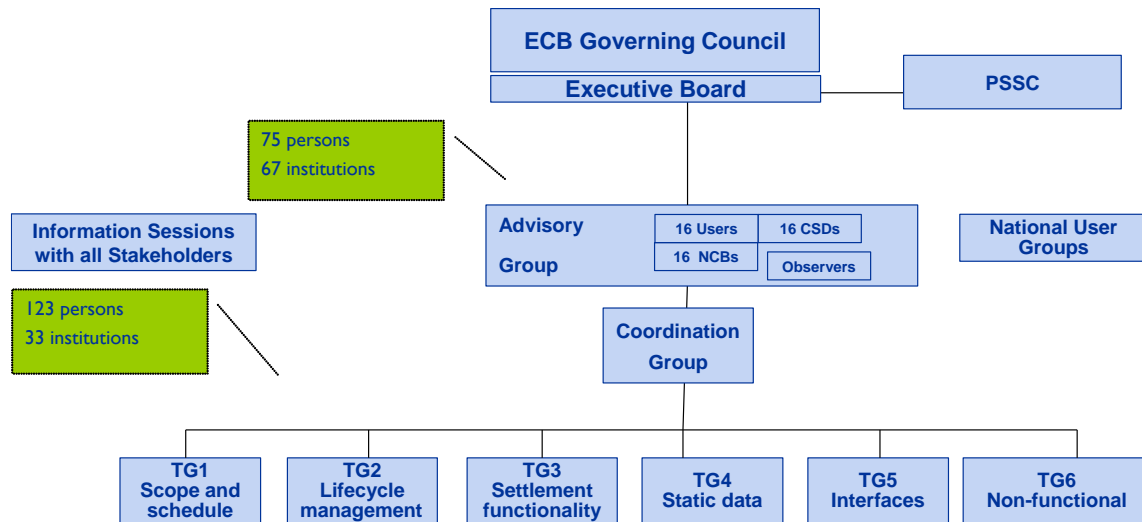 ECB Governing Council
Executive Board
PSSC
75 persons
67 institutions
Information Sessions
with all Stakeholders
Advisory
Group
16 Users
16 CSDs
16 NCBs
Observers
National User
Groups
123 persons
33 institutions
Coordination
Group
TG1
Scope and
schedule
TG2
Lifecycle
management
TG3
Settlement
functionality
TG4
Static data
TG5
Interfaces
TG6
Non-functional